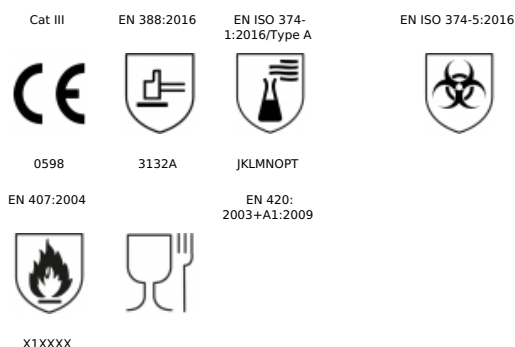 Cat III
EN 388:2016
EN ISO 374-
1:2016/Type A
EN ISO 374-5:2016
CE
0598
3132A
JKLMNOPT
EN 407:2004
EN 420:
2003+A1:2009
X1XXXX